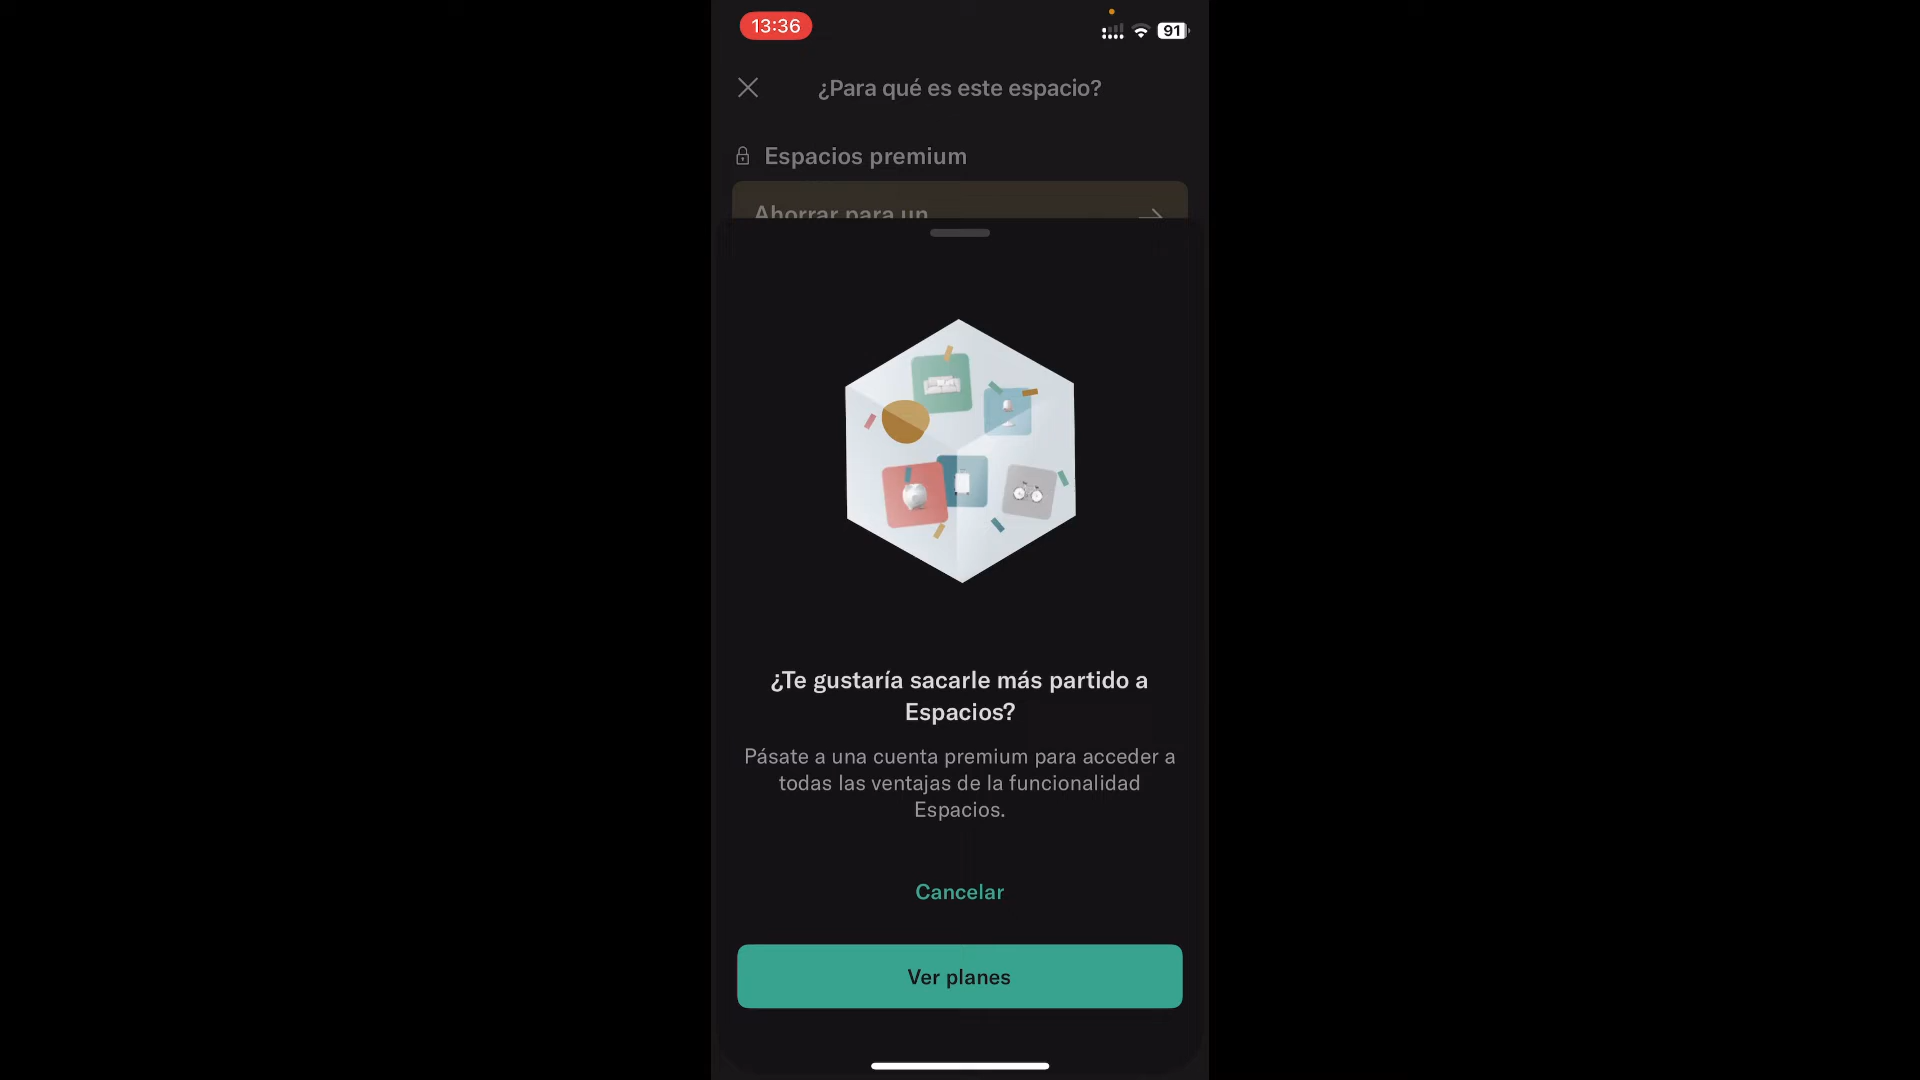 13:36
91
¿Para qué es este espacio?
Espacios premium
Ahorrar para un
¿Te gustaría sacarle más partido a
Espacios?
Pásate a una cuenta premium para acceder a
todas las ventajas de la funcionalidad
Espacios.
Cancelar
Ver planes